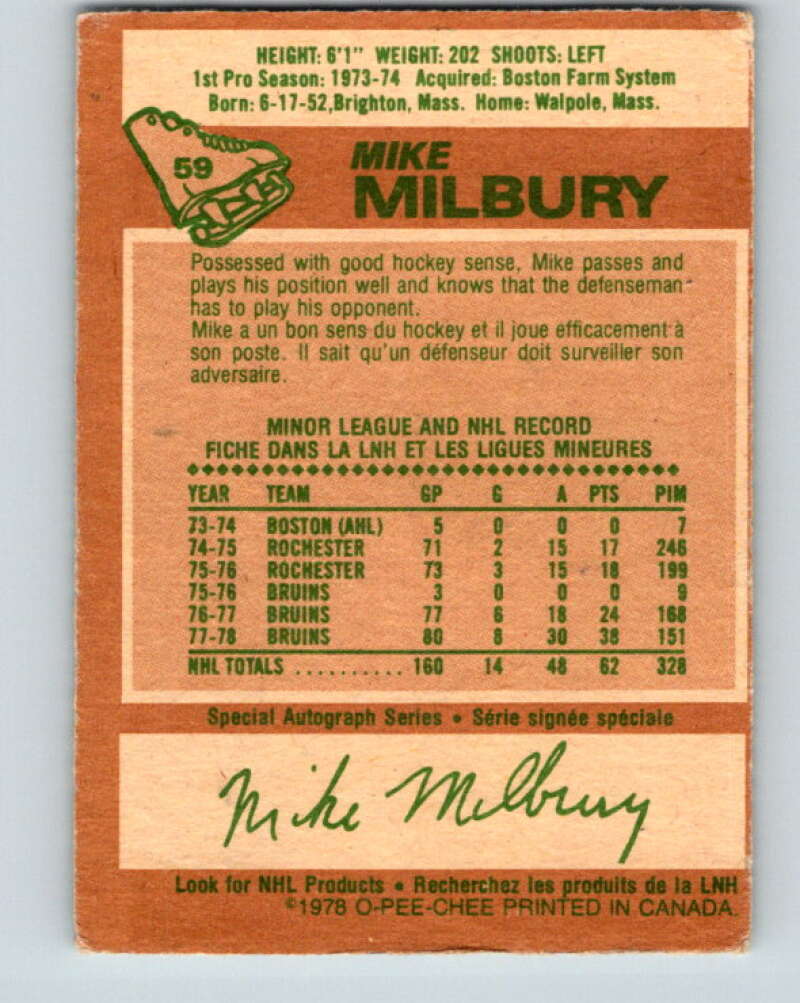 HEIGHT: 6'1" WEIGHT: 202 SHOOTS: LEFT
1st Pro Season: 1973-74 Acquired: Boston Farm System
Born: 6-17-52,Brighton, Mass. Home: Walpole, Mass.
59
MIKE
MILBURY
Possessed with good hockey sense, Mike passes and
plays his position well and knows that the defenseman
has to play his opponent.
Mike a un bon sens du hockey et il joue efficacement à
son poste. Il sait qu'un défenseur doit surveiller son
adversaire.
MINOR LEAGUE AND NHL RECORD
FICHE DANS LA LNH ET LES LIGUES MINEURES
YEAR TEAM GP G A PTS PIM
73-74 BOSTON (AHL) 5 0 0 0 7
74-75 ROCHESTER 71 2 15 17 246
75-76 ROCHESTER 73 3 15 18 199
75-76 BRUINS 3 0 0 0 9
76-77 BRUINS 77 6 18 24 168
77-78 BRUINS 80 8 30 38 151
NHL TOTALS .......... 160 14 48 62 328
Special Autograph Series • Série signée spéciale
Mike Milbury
Look for NHL Products • Recherchez les produits de la LNH
©1978 O-PEE-CHEE PRINTED IN CANADA.